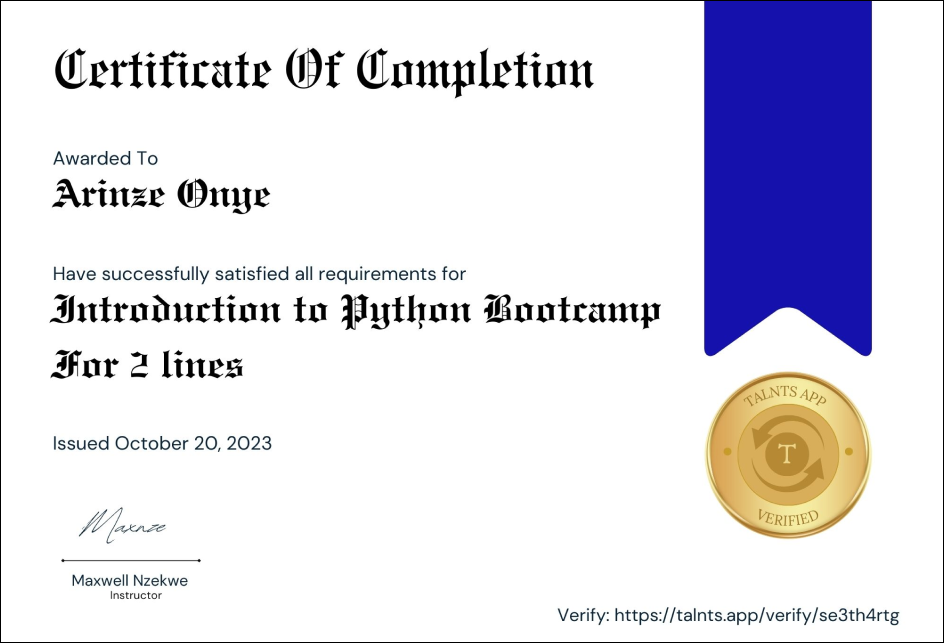 Certificate Of Completion
Awarded To
Arinze Onye
Have successfully satisfied all requirements for
Introduction to Python Bootcamp
For 2 lines
Issued October 20, 2023
Maxnze
Maxwell Nzekwe
Instructor
TALNTS APP
T
VERIFIED
Verify: https://talnts.app/verify/se3th4rtg